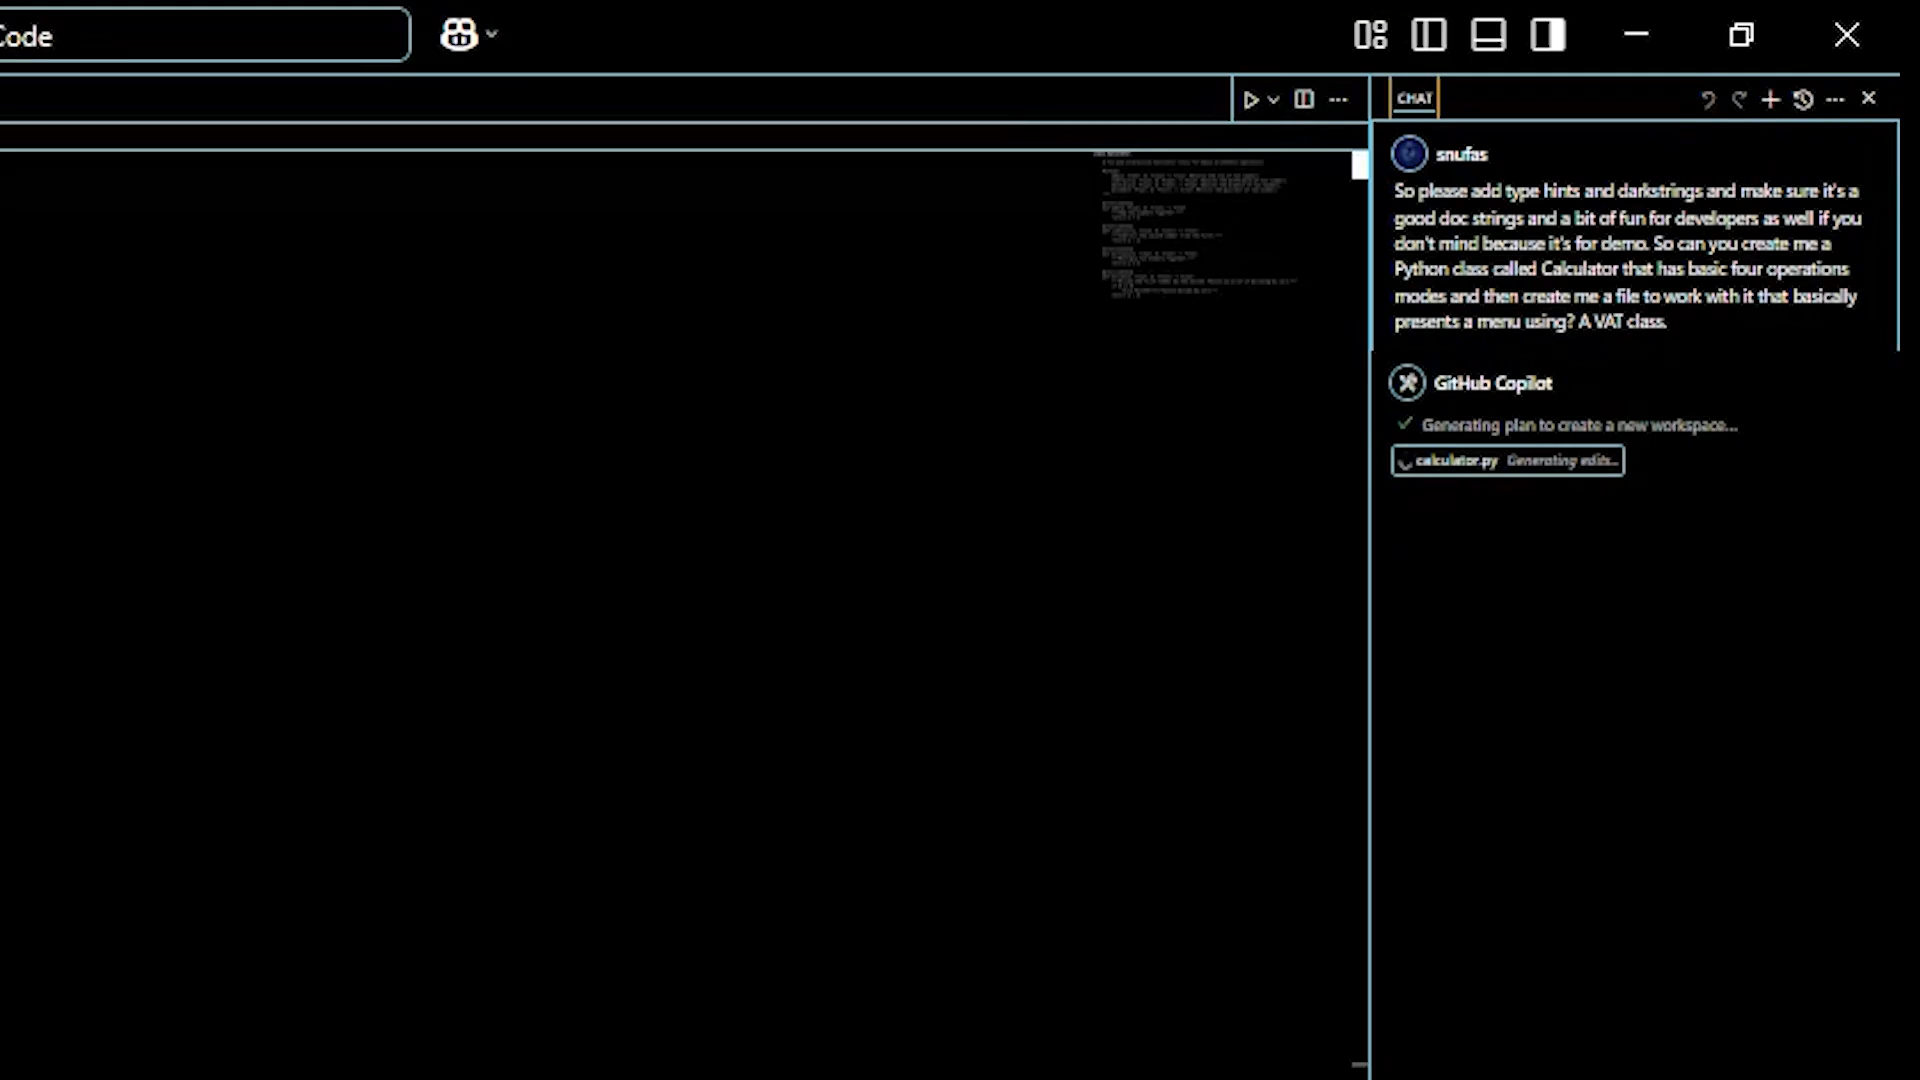 Code
CHAT
snufas
So please add type hints and darkstrings and make sure it's a
good doc strings and a bit of fun for developers as well if you
don't mind because it's for demo. So can you create me a
Python class called Calculator that has basic four operations
modes and then create me a file to work with it that basically
presents a menu using? A VAT class.
GitHub Copilot
Generating plan to create a new workspace...
calculator.py Generating edits...